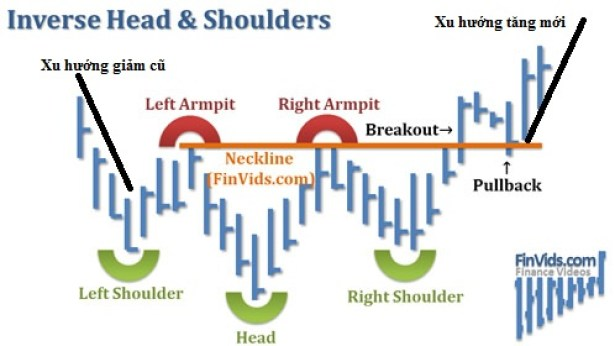 Inverse Head & Shoulders
Xu hướng tăng mới
Xu hướng giảm cũ
Left Armpit
Right Armpit
Breakout→
Neckline
(FinVids.com)
↑
Pullback
Left Shoulder
Right Shoulder
Head
FinVids.com
Finance Videos